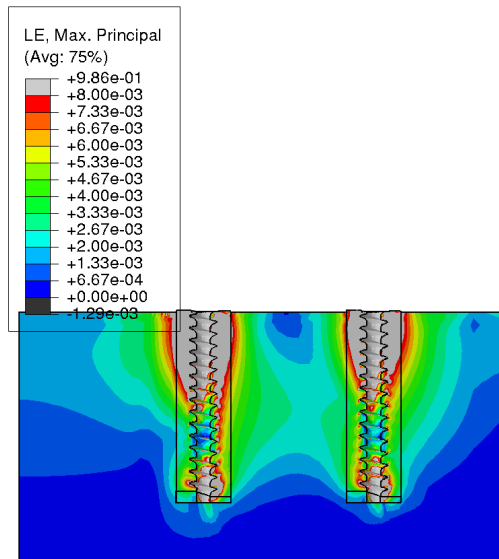 LE, Max. Principal
(Avg: 75%)
+9.86e-01
+8.00e-03
+7.33e-03
+6.67e-03
+6.00e-03
+5.33e-03
+4.67e-03
+4.00e-03
+3.33e-03
+2.67e-03
+2.00e-03
+1.33e-03
+6.67e-04
+0.00e+00
-1.29e-03